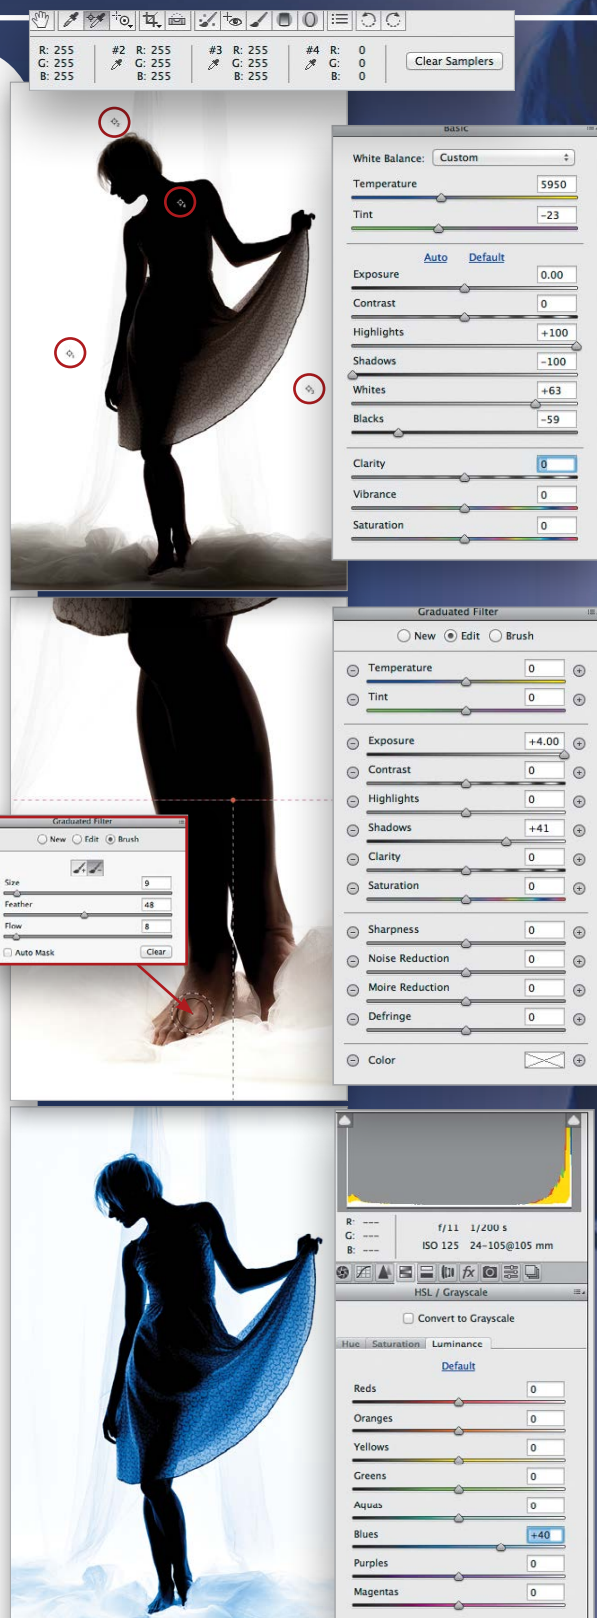 R: 255 #2 R: 255 #3 R: 255 #4 R: 0
G: 255 G: 255 G: 255 G: 0
B: 255 B: 255 B: 255 B: 0
Clear Samplers
Basic
White Balance: Custom
Temperature 5950
Tint -23
Auto Default
Exposure 0.00
Contrast 0
Highlights +100
Shadows -100
Whites +63
Blacks -59
Clarity 0
Vibrance 0
Saturation 0
Graduated Filter
New Edit Brush
Temperature 0
Tint 0
Exposure +4.00
Contrast 0
Highlights 0
Shadows +41
Clarity 0
Saturation 0
Sharpness 0
Noise Reduction 0
Moire Reduction 0
Defringe 0
Color
Graduated Filter
New Edit Brush
Size 9
Feather 48
Flow 8
Auto Mask Clear
R: ---
G: ---
B: ---
f/11 1/200 s
ISO 125 24-105@105 mm
fx
HSL / Grayscale
Convert to Grayscale
Hue Saturation Luminance
Default
Reds 0
Oranges 0
Yellows 0
Greens 0
Aquas 0
Blues +40
Purples 0
Magentas 0